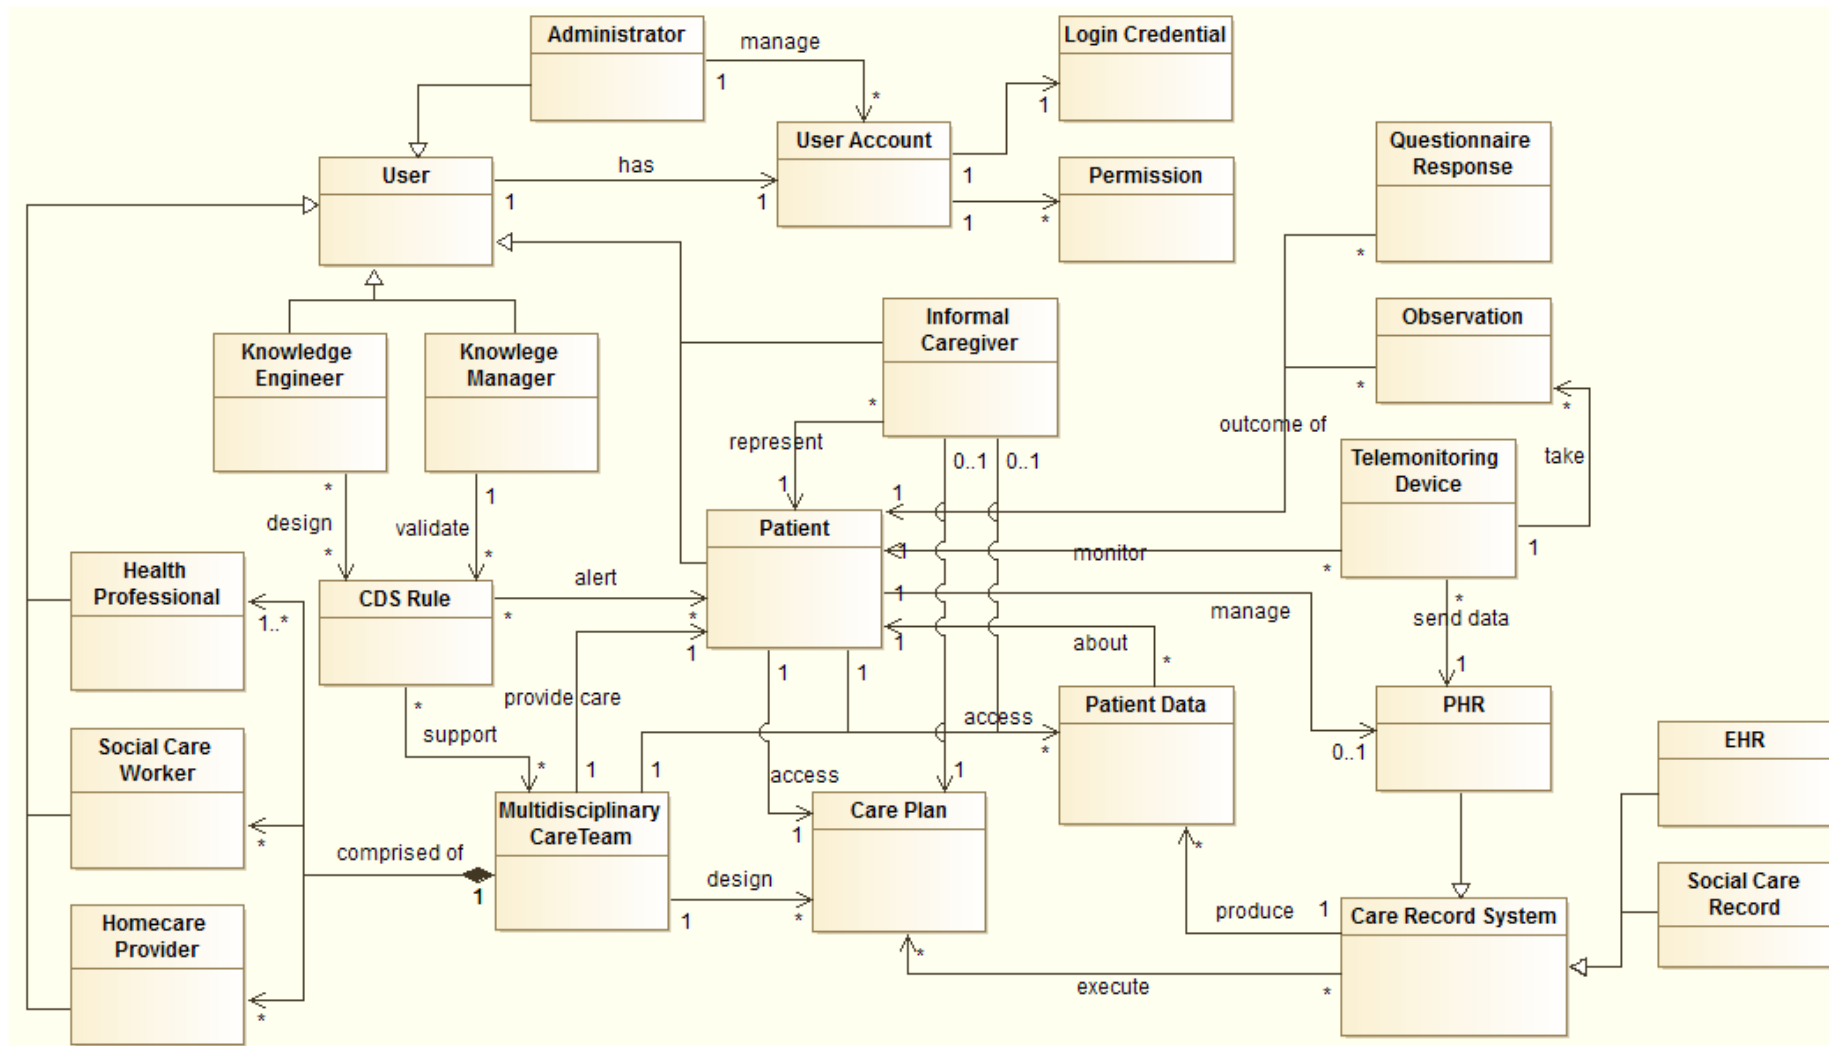 Administrator
manage
1
*
Login Credential
1
User Account
1
1
Permission
*
User
has
1
1
Questionnaire
Response
*
Observation
*
*
take
outcome of
Informal
Caregiver
*
0..1
0..1
represent
1
Knowledge
Engineer
*
design
*
Knowlege
Manager
1
validate
*
Telemonitoring
Device
1
*
monitor
1
1
*
send data
1
Patient
1
manage
0..1
1
about
*
1
1
CDS Rule
alert
*
*
1
provide care
*
support
*
1
1
Health
Professional
1..*
Social Care
Worker
*
Homecare
Provider
*
comprised of
1
Multidisciplinary
CareTeam
design
1
*
access
1
Care Plan
1
access
*
Patient Data
*
produce
1
PHR
EHR
Social Care
Record
Care Record System
execute
*
*